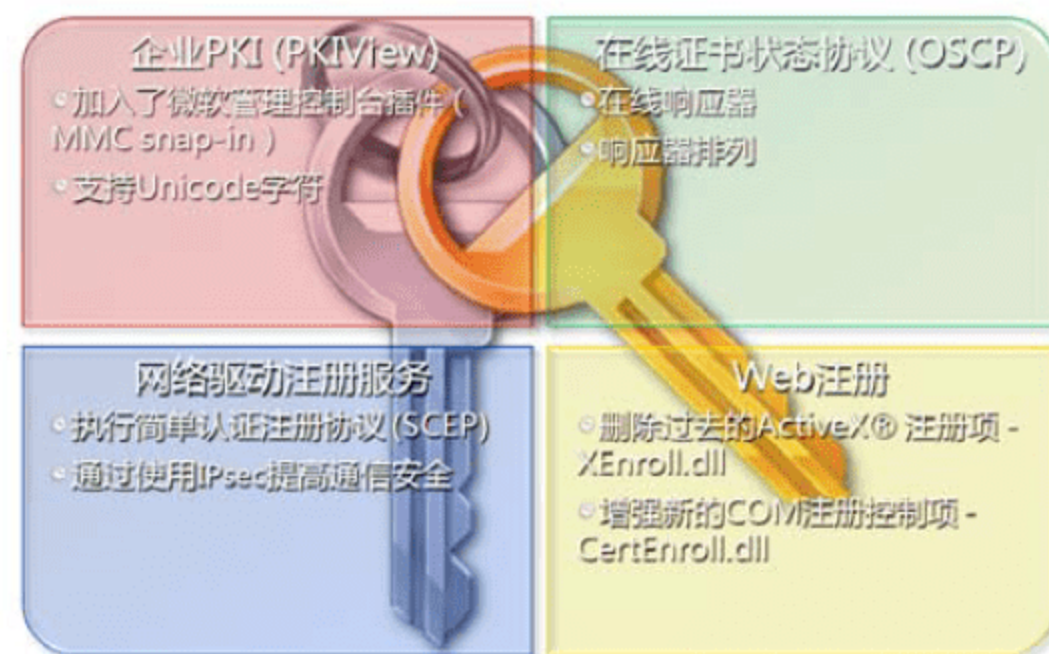 企业PKI (PKIView)
加入了微软管理控制台插件（
MMC snap-in）
支持Unicode字符
在线证书状态协议 (OSCP)
在线响应器
响应器排列
网络驱动注册服务
执行简单认证注册协议 (SCEP)
通过使用IPsec提高通信安全
Web注册
删除过去的ActiveX® 注册项 -
XEnroll.dll
增强新的COM注册控制项 -
CertEnroll.dll